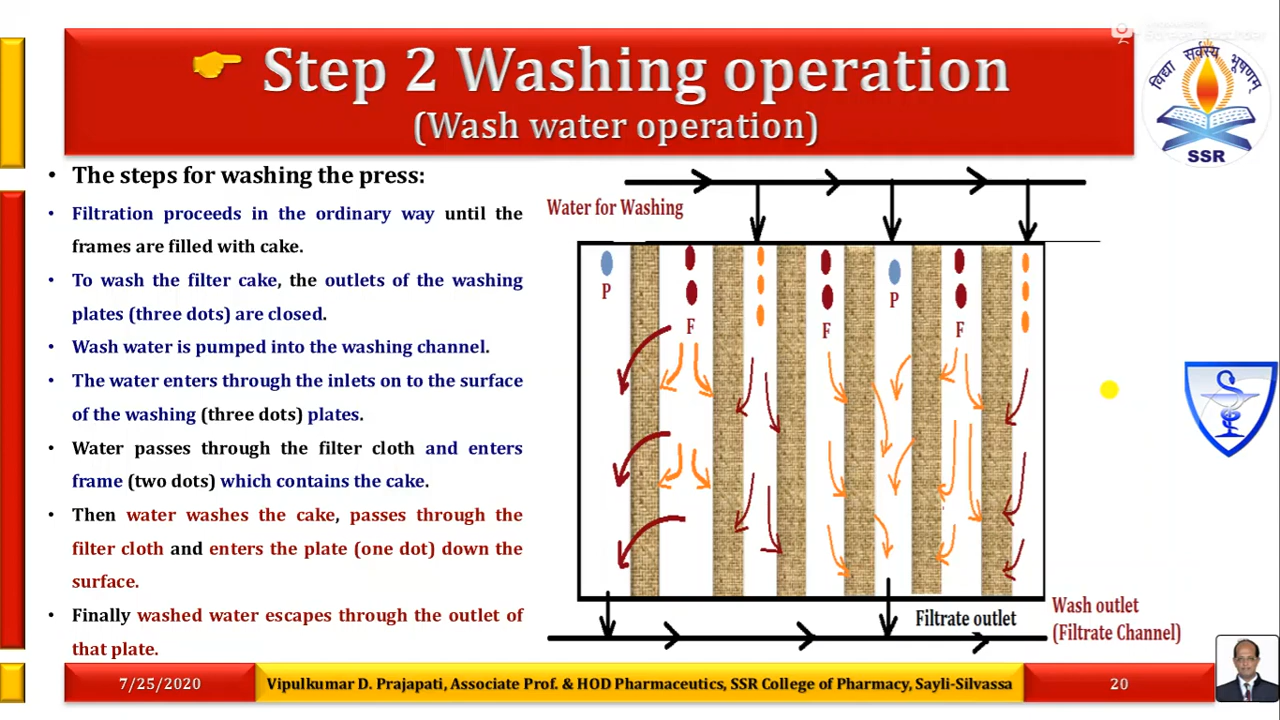 Step 2 Washing operation
(Wash water operation)
विद्या सर्वस्य भूषणम्
SSR
• The steps for washing the press:
• Filtration proceeds in the ordinary way until the
frames are filled with cake.
• To wash the filter cake, the outlets of the washing
plates (three dots) are closed.
• Wash water is pumped into the washing channel.
• The water enters through the inlets on to the surface
of the washing (three dots) plates.
• Water passes through the filter cloth and enters
frame (two dots) which contains the cake.
• Then water washes the cake, passes through the
filter cloth and enters the plate (one dot) down the
surface.
• Finally washed water escapes through the outlet of
that plate.
Water for Washing
P
F
F
P
F
Filtrate outlet
Wash outlet
(Filtrate Channel)
7/25/2020
Vipulkumar D. Prajapati, Associate Prof. & HOD Pharmaceutics, SSR College of Pharmacy, Sayli-Silvassa
20